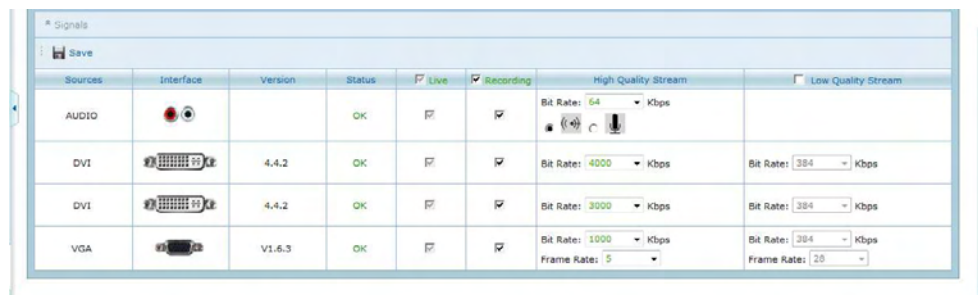 Signals
Save
Sources Interface Version Status Live Recording High Quality Stream Low Quality Stream
AUDIO OK Bit Rate: 64 Kbps
DVI 4.4.2 OK Bit Rate: 4000 Kbps Bit Rate: 384 Kbps
DVI 4.4.2 OK Bit Rate: 3000 Kbps Bit Rate: 384 Kbps
VGA V1.6.3 OK Bit Rate: 1000 Kbps Bit Rate: 384 Kbps
Frame Rate: 5 Frame Rate: 28